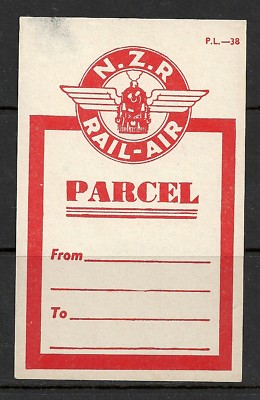 P.L.—38
N.Z.R
RAIL-AIR
PARCEL
From
To